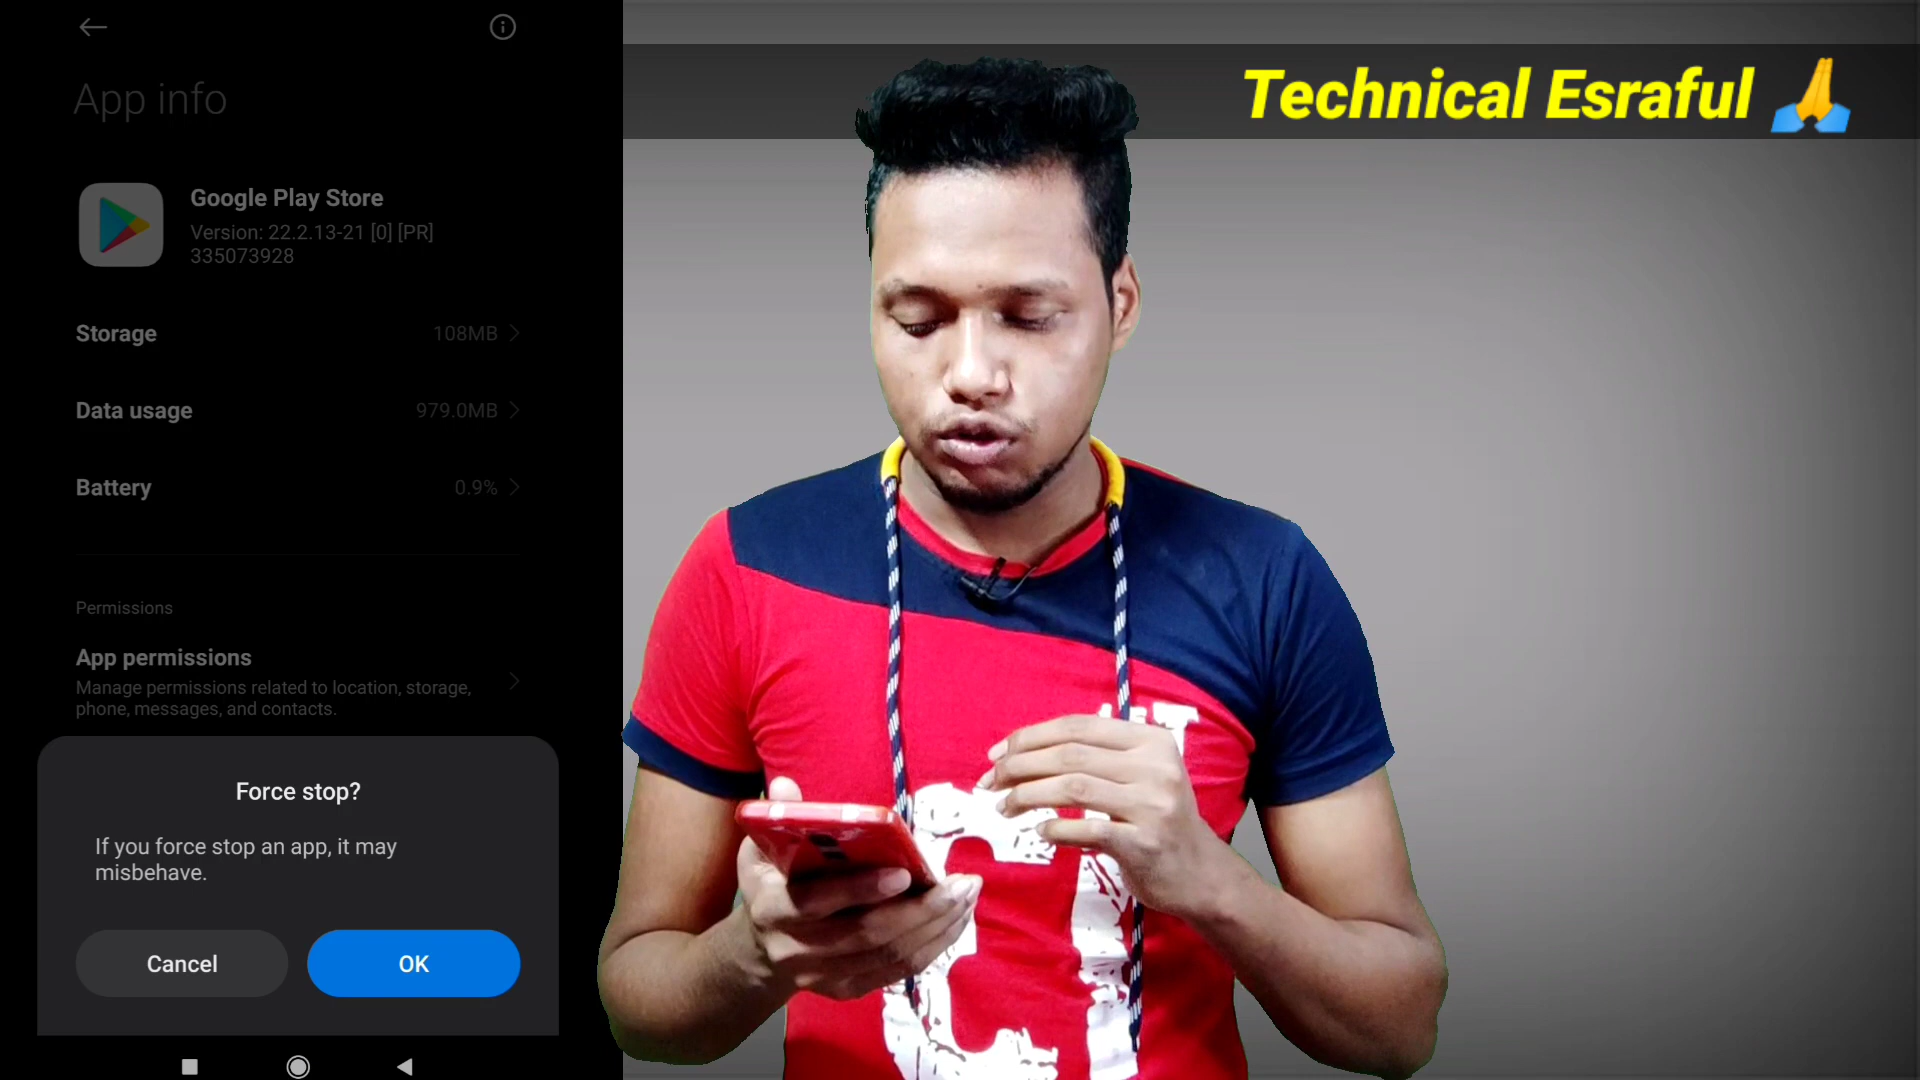 App info
Google Play Store
Version: 22.2.13-21 [0] [PR]
335073928
Storage 108MB
Data usage 979.0MB
Battery 0.9%
Permissions
App permissions
Manage permissions related to location, storage,
phone, messages, and contacts.
Force stop?
If you force stop an app, it may
misbehave.
Cancel OK
Technical Esraful 🙏